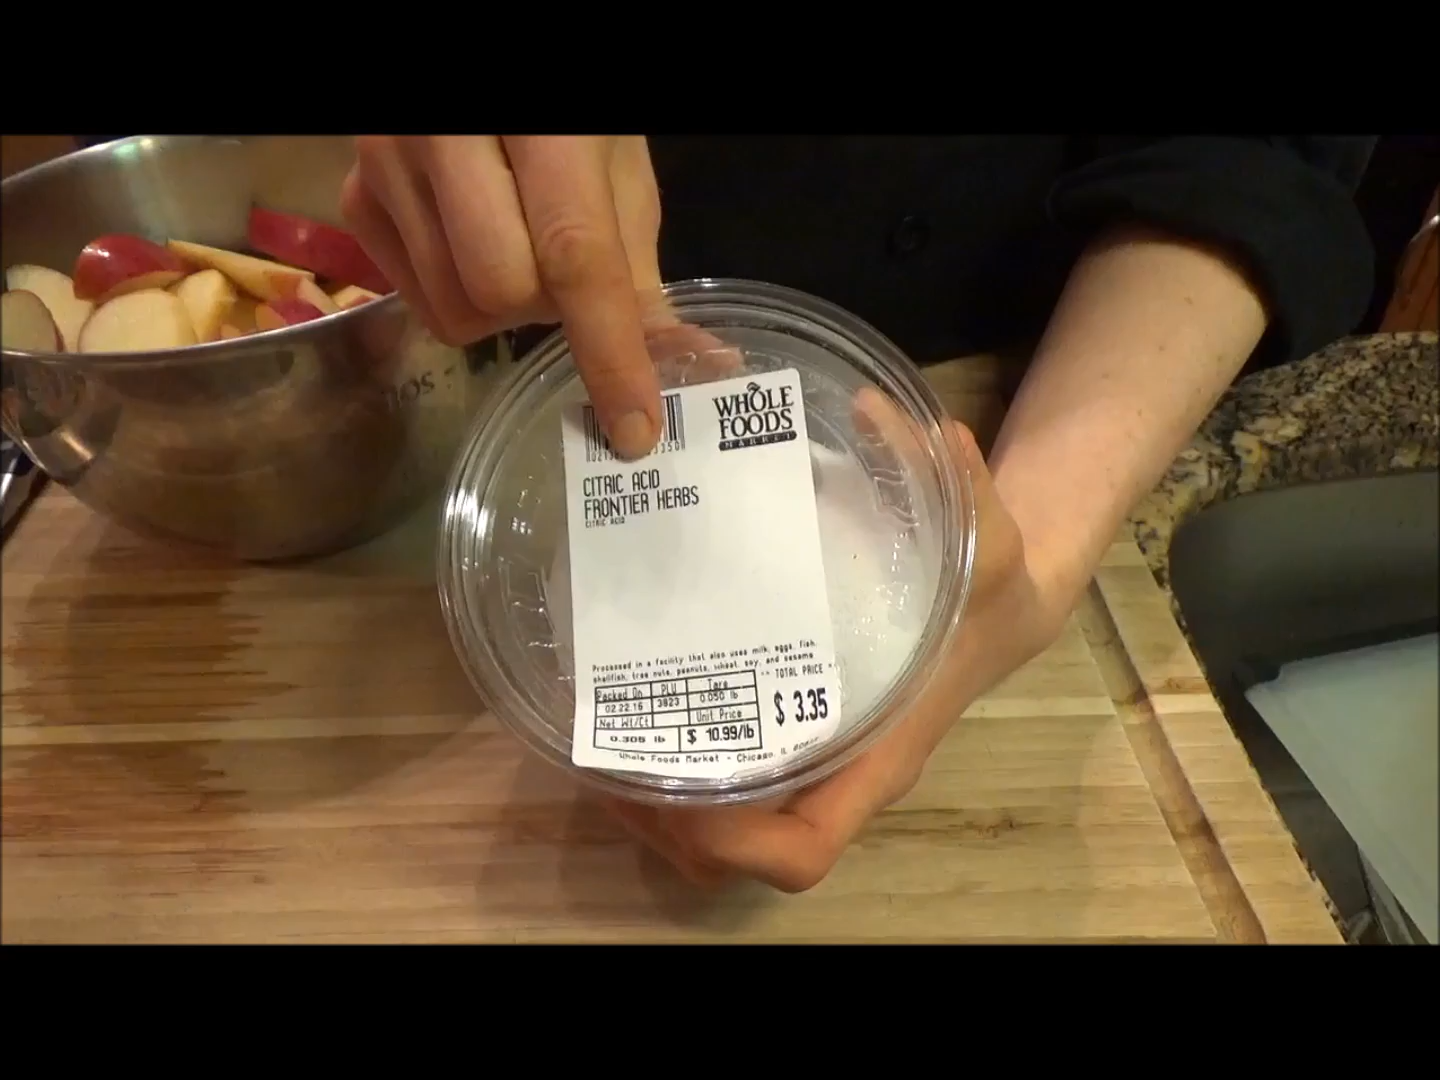 WHOLE
FOODS
MARKET
CITRIC ACID
FRONTIER HERBS
CITRIC ACID
Processed in a facility that also uses milk, eggs, fish,
shellfish, tree nuts, peanuts, wheat, soy, and sesame
Packed On PLU Tare
02.22.16 3823 0.050 lb
Net Wt/Ct Unit Price
0.305 lb $ 10.99/lb
** TOTAL PRICE *
$ 3.35
Whole Foods Market - Chicago, IL